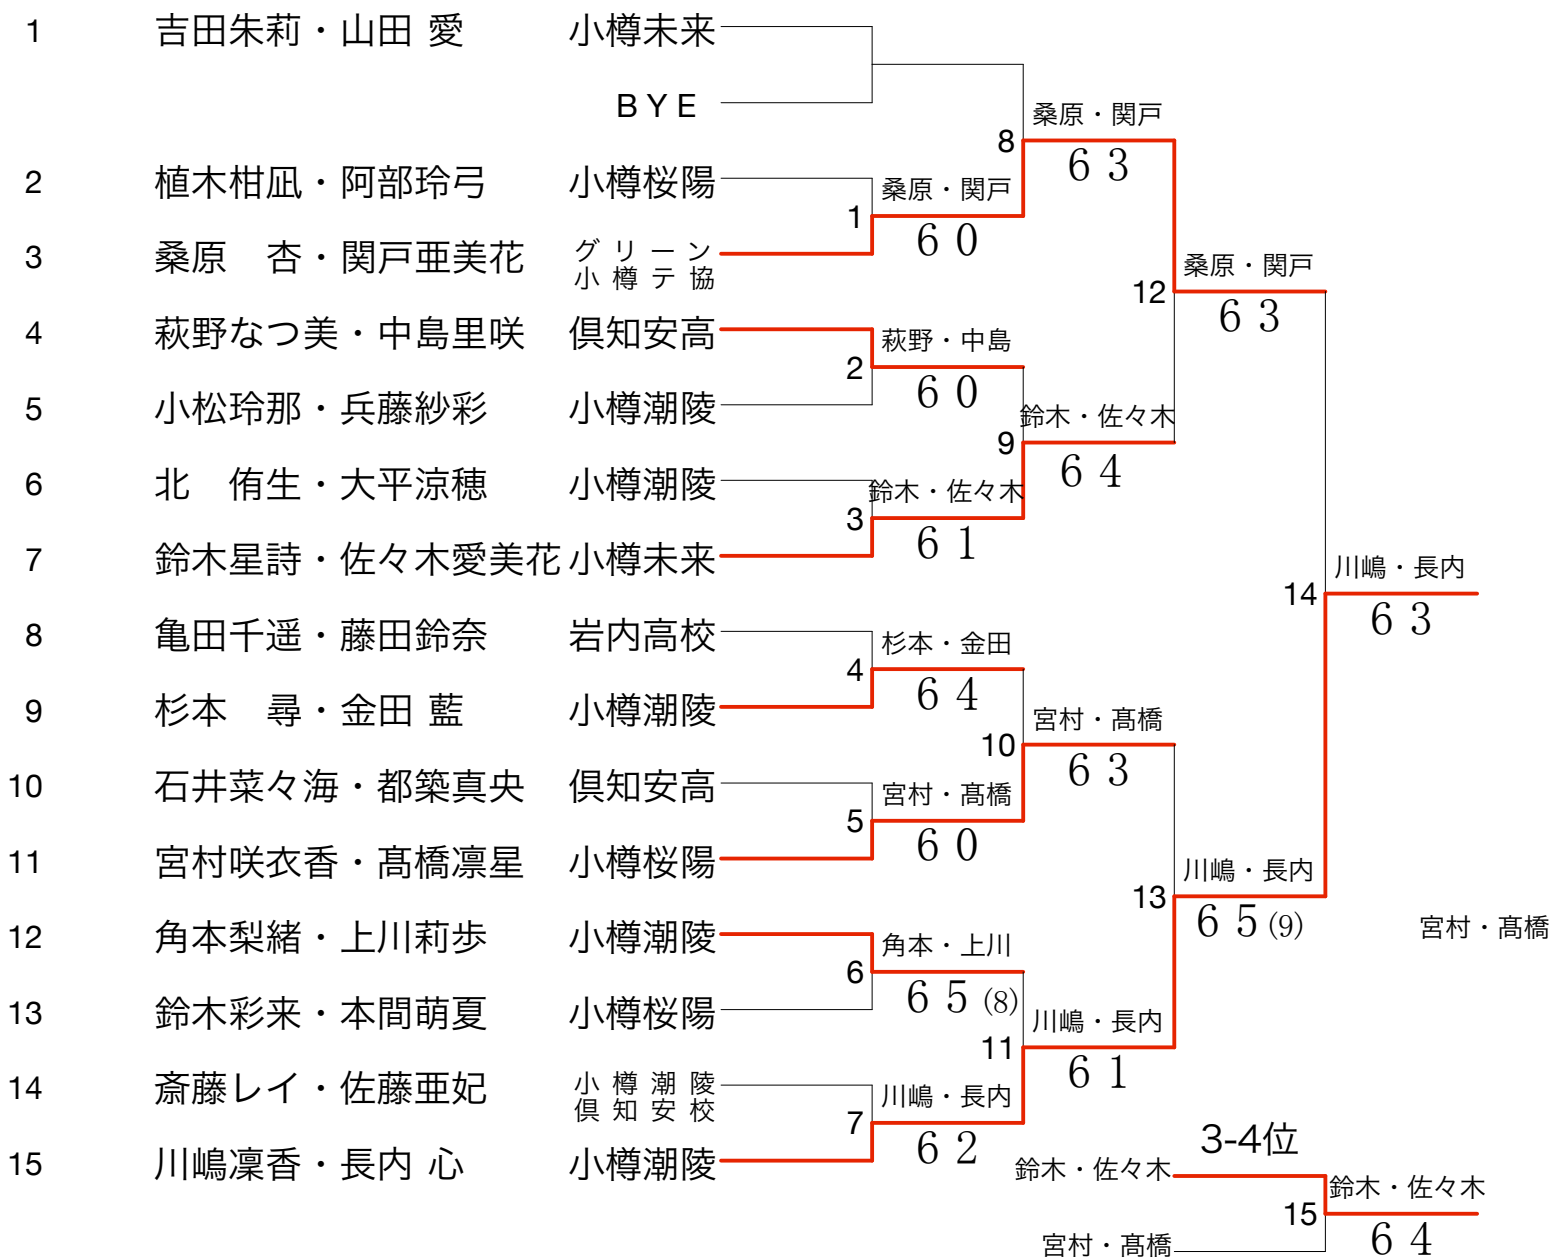 1 吉田朱莉・山田 愛 小樽未来
BYE
8 桑原・関戸
6 3
2 植木柑凪・阿部玲弓 小樽桜陽
1 桑原・関戸
6 0
3 桑原　杏・関戸亜美花 グリーン
小樽テ協
12 桑原・関戸
6 3
4 萩野なつ美・中島里咲 倶知安高
2 萩野・中島
6 0
5 小松玲那・兵藤紗彩 小樽潮陵
9 鈴木・佐々木
6 4
6 北　侑生・大平涼穂 小樽潮陵
3 鈴木・佐々木
6 1
7 鈴木星詩・佐々木愛美花 小樽未来
14 川嶋・長内
6 3
8 亀田千遥・藤田鈴奈 岩内高校
4 杉本・金田
6 4
9 杉本　尋・金田 藍 小樽潮陵
10 宮村・髙橋
6 3
10 石井菜々海・都築真央 倶知安高
5 宮村・髙橋
6 0
11 宮村咲衣香・髙橋凛星 小樽桜陽
13 川嶋・長内
6 5 (9)
宮村・髙橋
12 角本梨緒・上川莉歩 小樽潮陵
6 角本・上川
6 5 (8)
13 鈴木彩来・本間萌夏 小樽桜陽
11 川嶋・長内
6 1
14 斎藤レイ・佐藤亜妃 小樽潮陵
倶知安校
7 川嶋・長内
6 2
15 川嶋凜香・長内 心 小樽潮陵
3-4位
鈴木・佐々木
15 鈴木・佐々木
6 4
宮村・髙橋